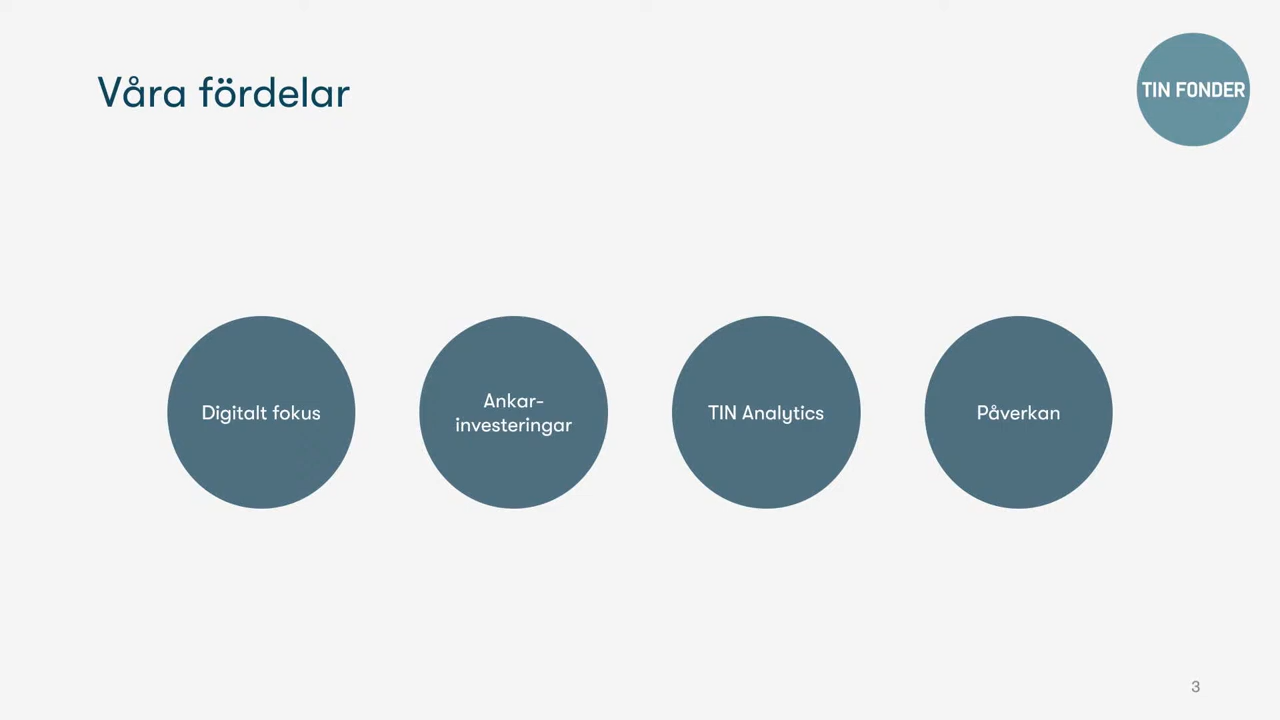 Våra fördelar
TIN FONDER
Digitalt fokus
Ankar-
investeringar
TIN Analytics
Påverkan
3